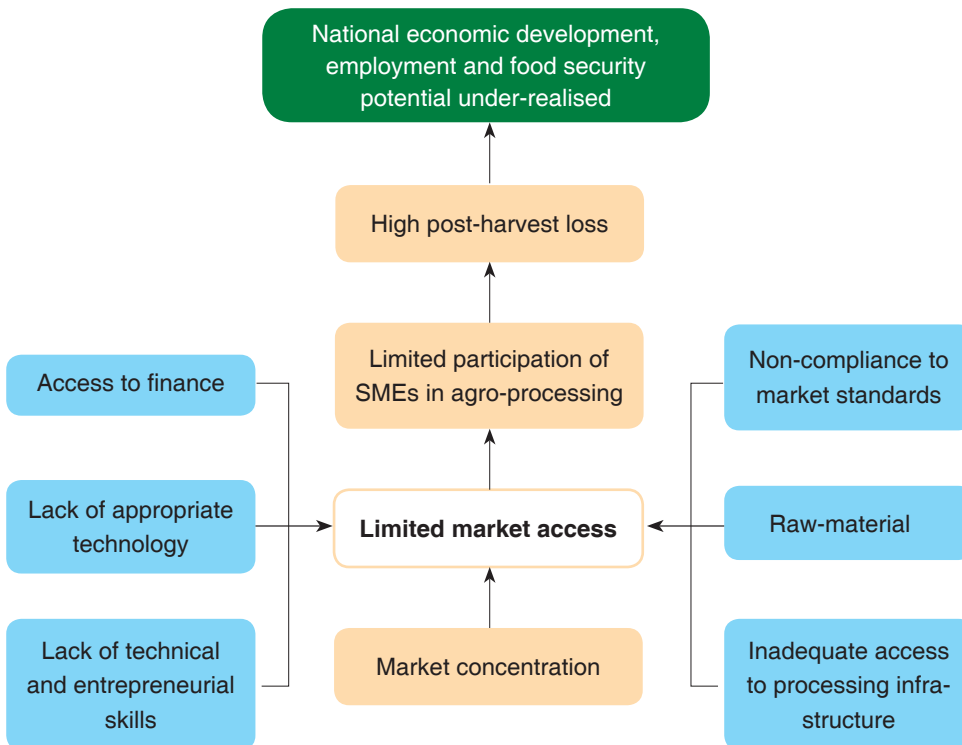 National economic development,
employment and food security
potential under-realised
High post-harvest loss
Limited participation of
SMEs in agro-processing
Access to finance
Lack of appropriate
technology
Lack of technical
and entrepreneurial
skills
Limited market access
Market concentration
Non-compliance to
market standards
Raw-material
Inadequate access
to processing infra-
structure